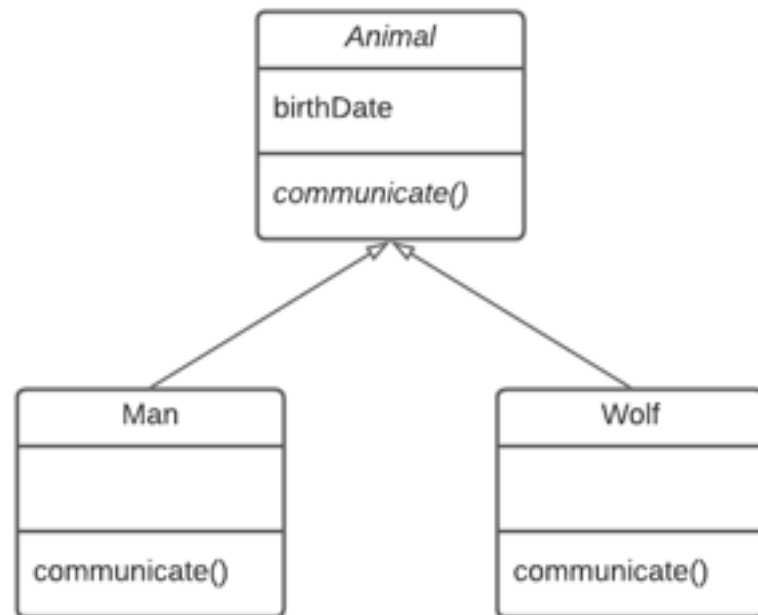 Animal
birthDate
communicate()
Man
communicate()
Wolf
communicate()